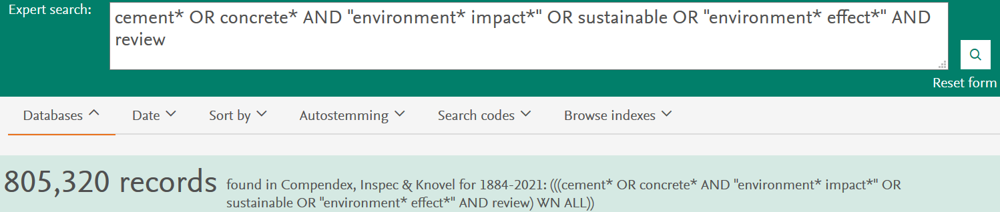 Expert search:
cement* OR concrete* AND "environment* impact*" OR sustainable OR "environment* effect*" AND
review
Reset form
Databases Date Sort by Autostemming Search codes Browse indexes
805,320 records found in Compendex, Inspec & Knovel for 1884-2021: (((cement* OR concrete* AND "environment* impact*" OR
sustainable OR "environment* effect*" AND review) WN ALL))